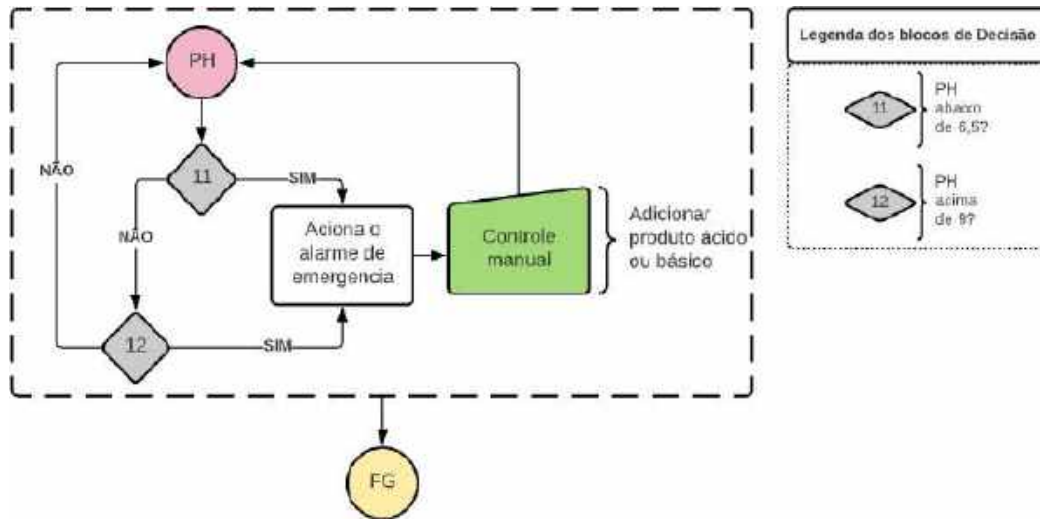 PH
11
SIM
NÃO
NÃO
Aciona o
alarme de
emergencia
Controle
manual
Adicionar
produto ácido
ou básico
12
SIM
FG
Legenda dos blocos de Decisão
11
PH
abaixo
de 6,5?
12
PH
acima
de 9?